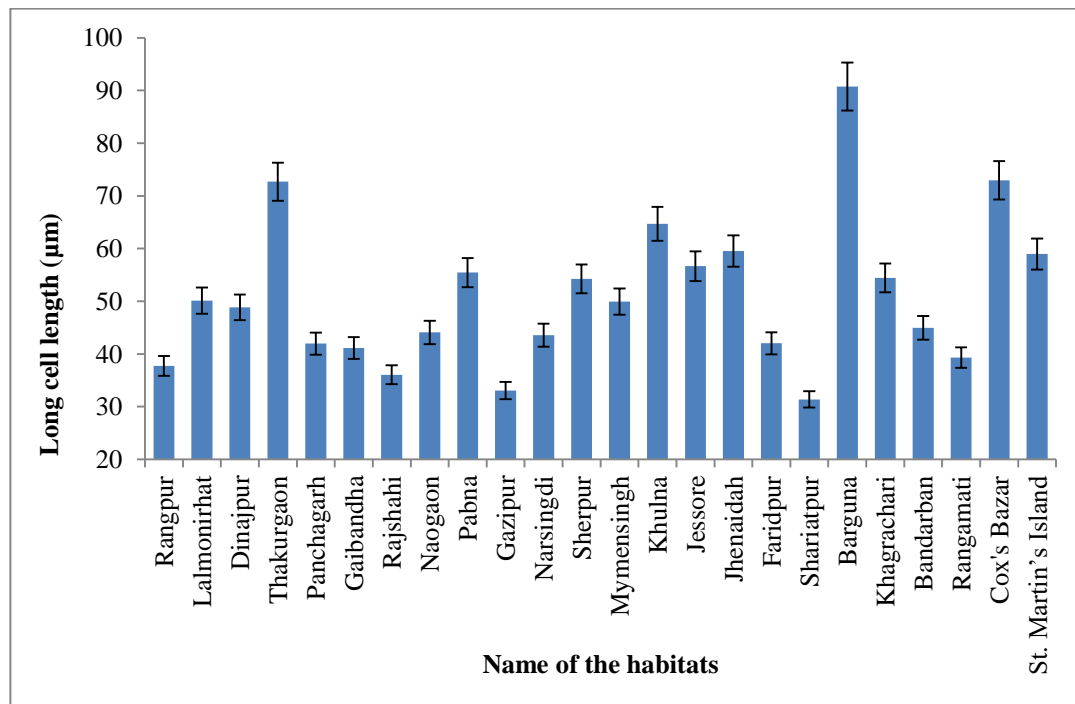 Long cell length (µm)
100
90
80
70
60
50
40
30
20
Rangpur
Lalmonirhat
Dinajpur
Thakurgaon
Panchagarh
Gaibandha
Rajshahi
Naogaon
Pabna
Gazipur
Narsingdi
Sherpur
Mymensingh
Khulna
Jessore
Jhenaidah
Faridpur
Shariatpur
Barguna
Khagrachari
Bandarban
Rangamati
Cox's Bazar
St. Martin’s Island
Name of the habitats